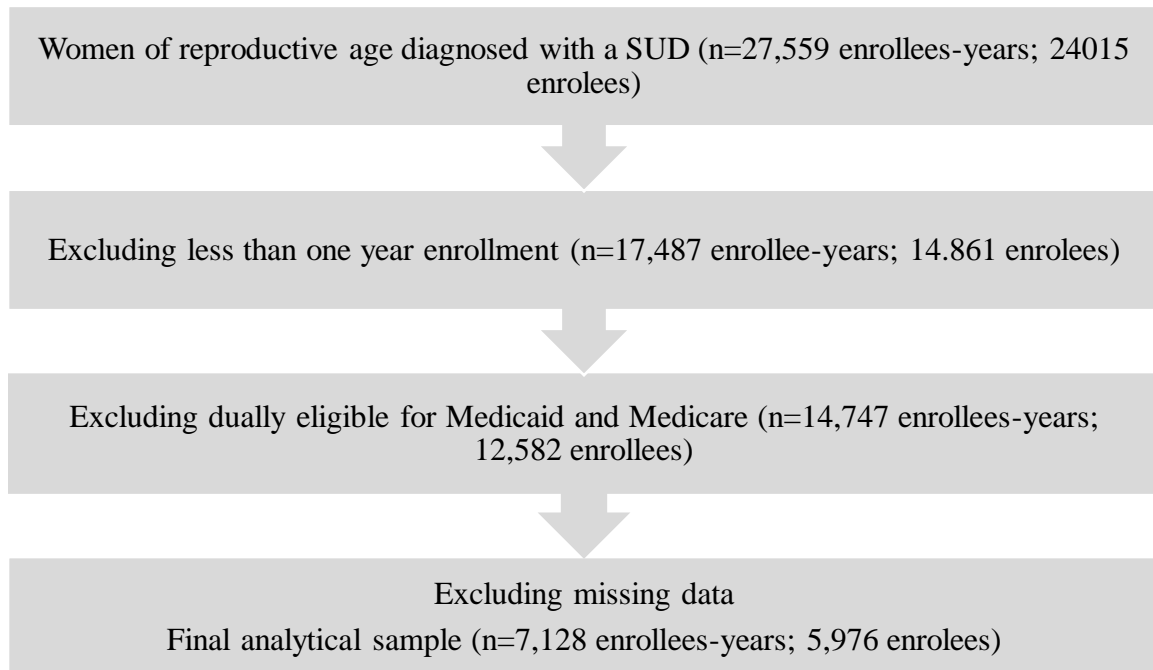 Women of reproductive age diagnosed with a SUD (n=27,559 enrollees-years; 24015
enrolees)
Excluding less than one year enrollment (n=17,487 enrollee-years; 14.861 enrolees)
Excluding dually eligible for Medicaid and Medicare (n=14,747 enrollees-years;
12,582 enrollees)
Excluding missing data
Final analytical sample (n=7,128 enrollees-years; 5,976 enrolees)